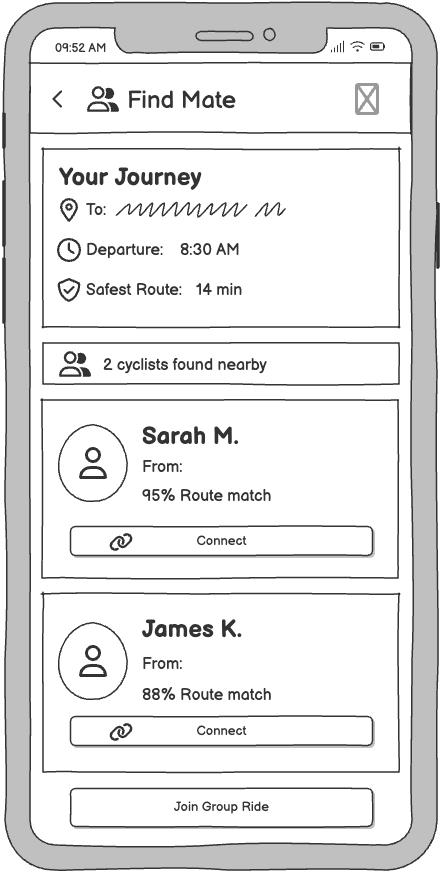 09:52 AM
Find Mate
Your Journey
To:
Departure: 8:30 AM
Safest Route: 14 min
2 cyclists found nearby
Sarah M.
From:
95% Route match
Connect
James K.
From:
88% Route match
Connect
Join Group Ride